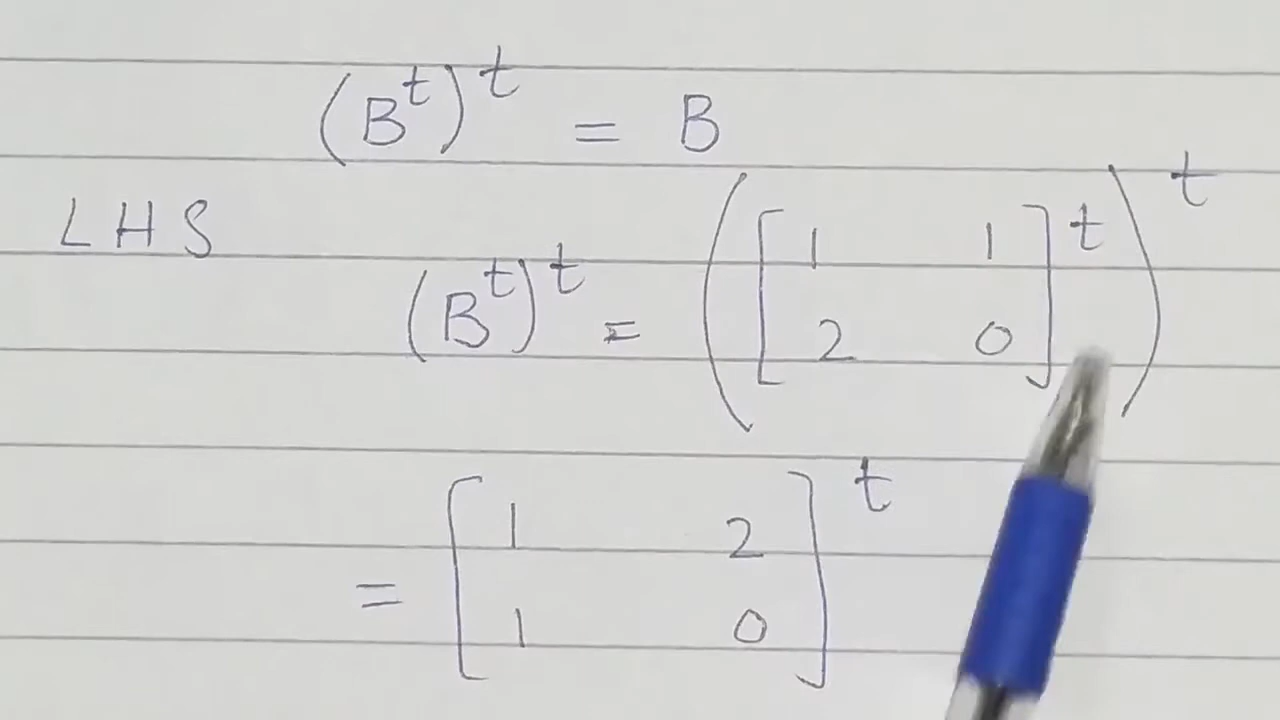 (B^t)^t = B
LHS
(B^t)^t = ([1 1
2 0]^t)^t
= [1 2
1 0]^t